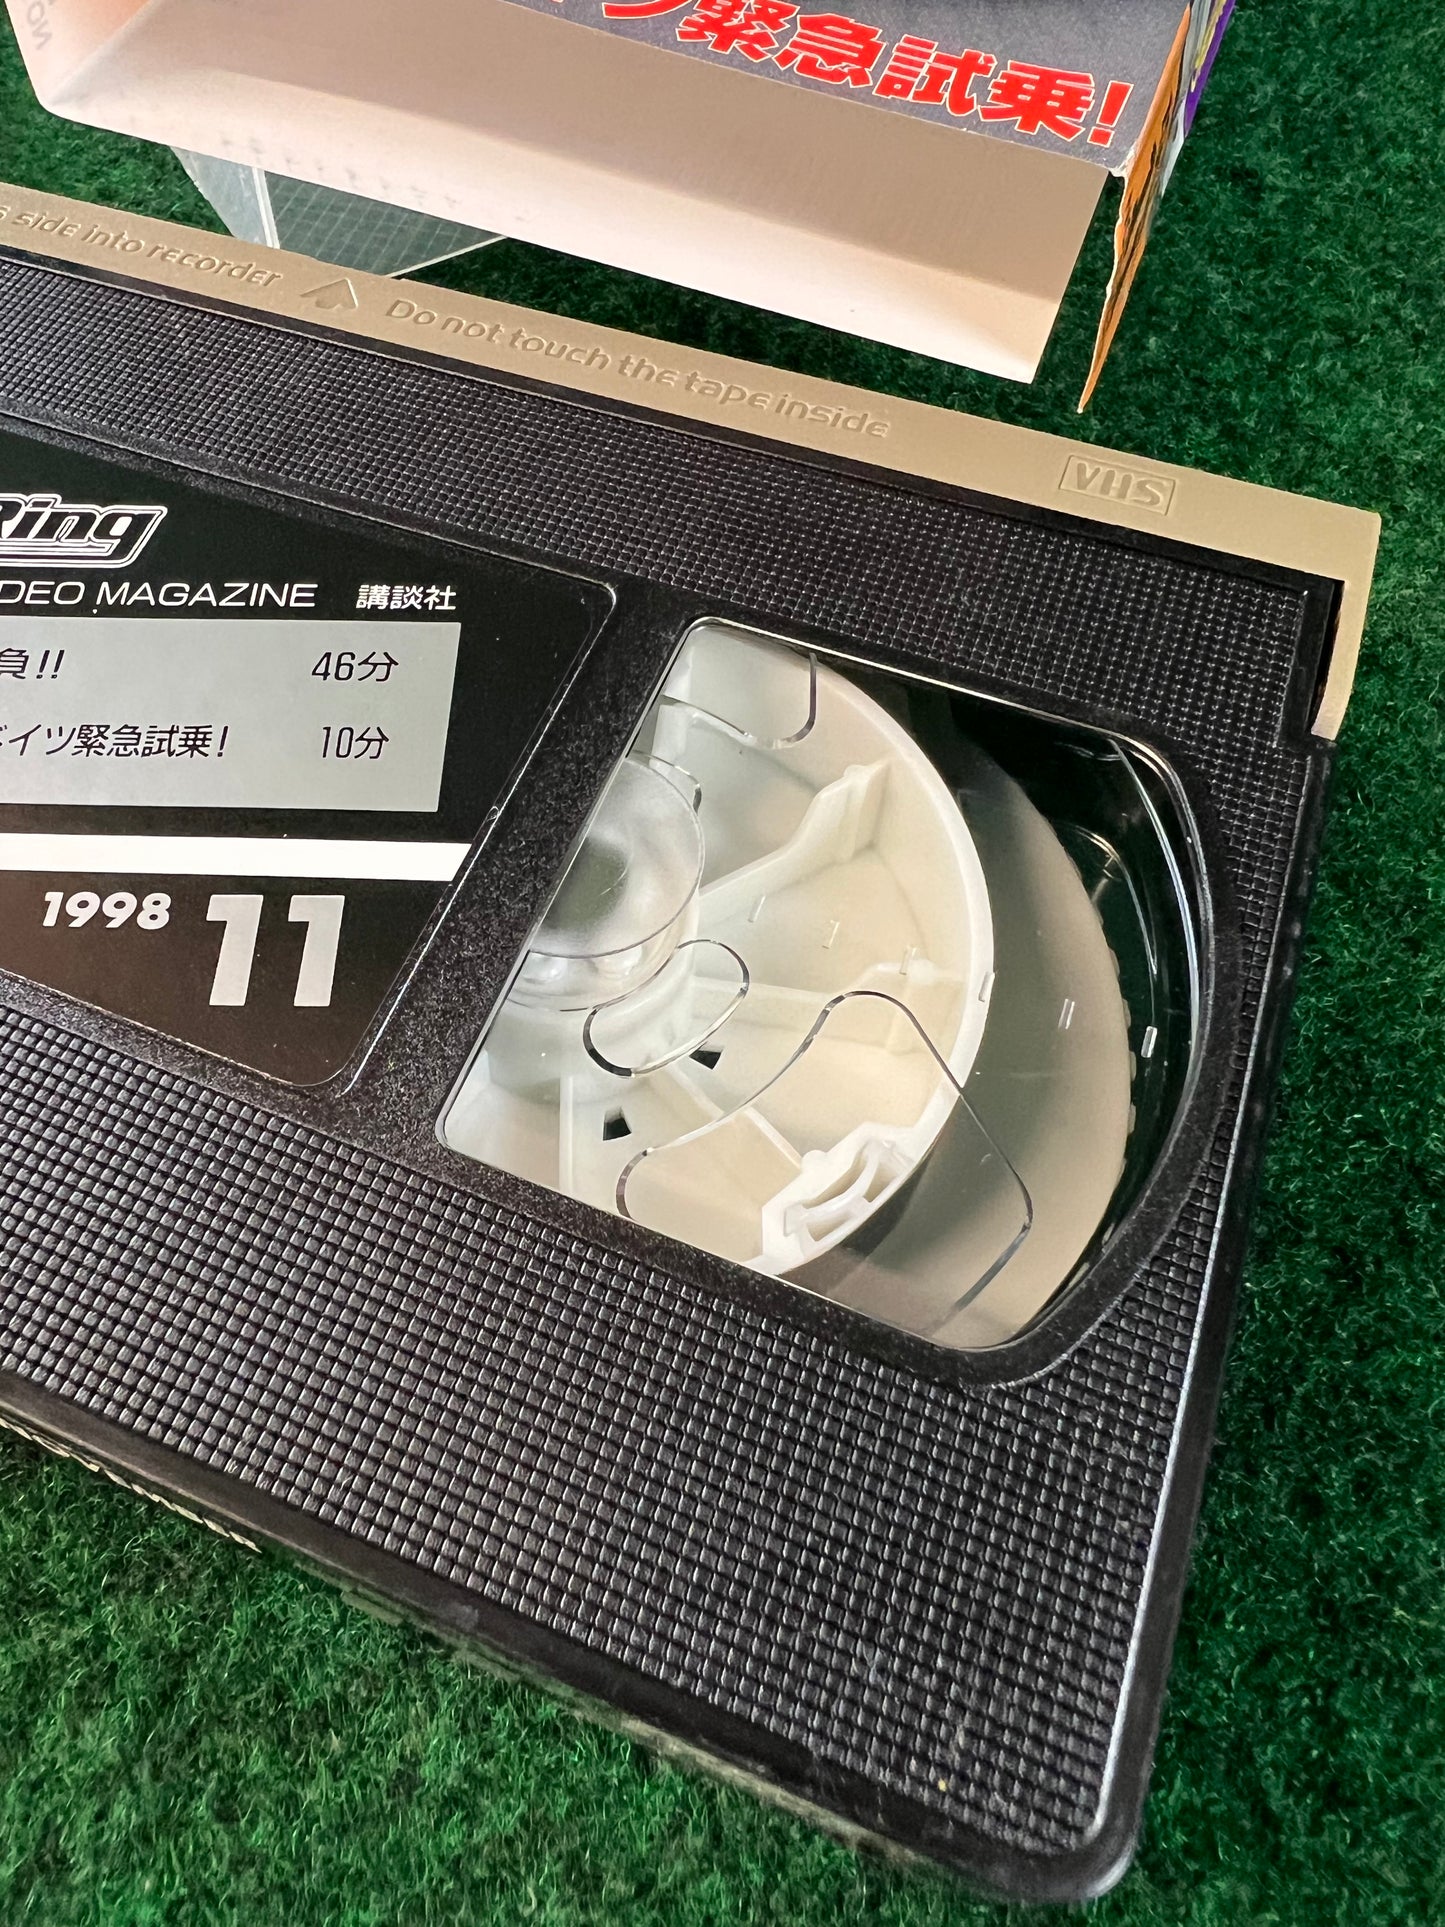 緊急試乗!
side into recorder Do not touch the tape inside
VHS
Ring
DEO MAGAZINE 講談社
負!! 46分
ドイツ緊急試乗! 10分
1998 11